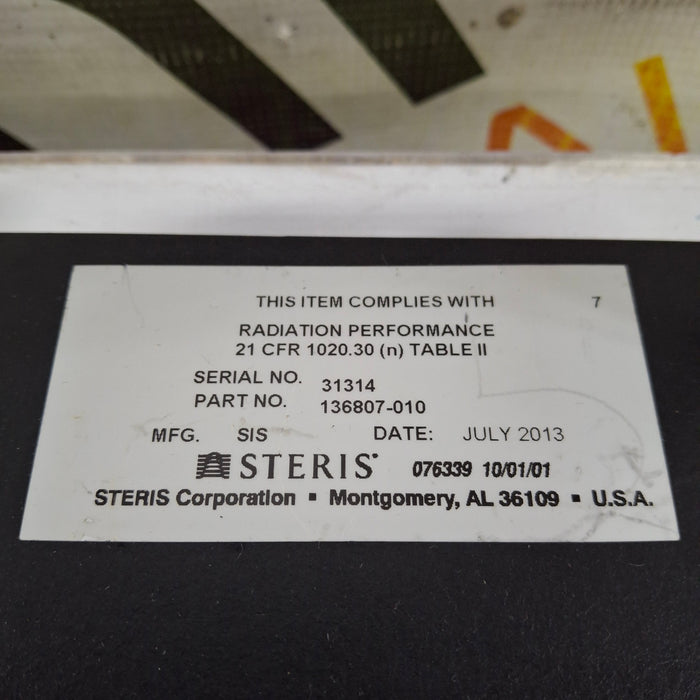 THIS ITEM COMPLIES WITH 7
RADIATION PERFORMANCE
21 CFR 1020.30 (n) TABLE II
SERIAL NO. 31314
PART NO. 136807-010
MFG. SIS DATE: JULY 2013
STERIS 076339 10/01/01
STERIS Corporation ▪ Montgomery, AL 36109 ▪ U.S.A.